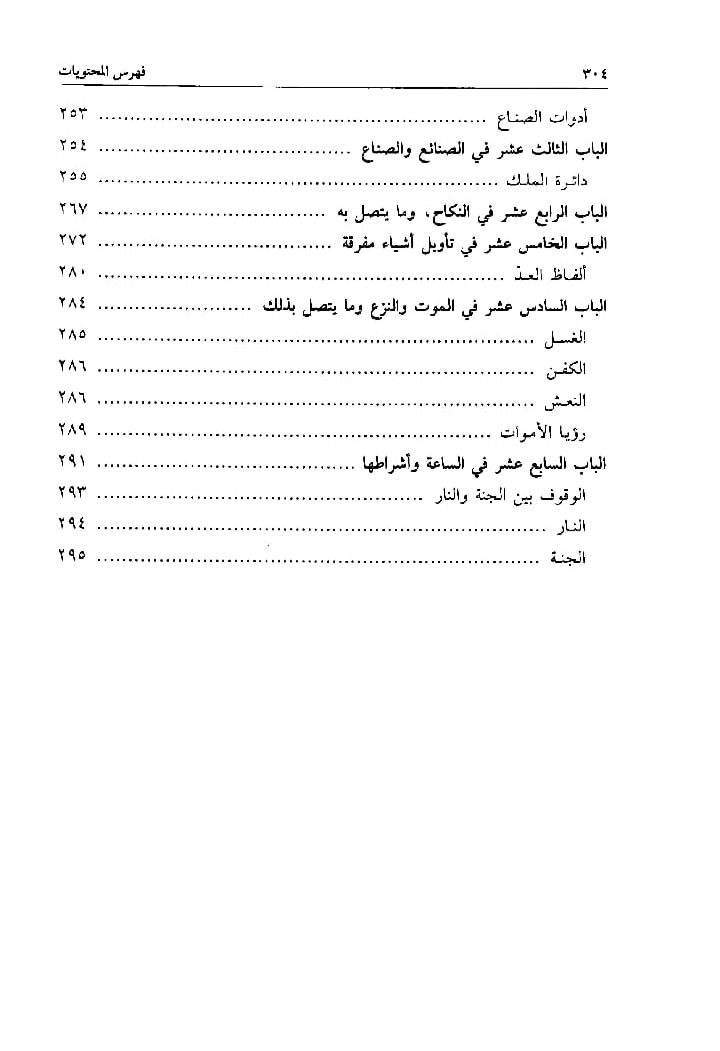 ٣٠٤ فهرس المحتويات
أدوات الصناع ........................................................ ٢٥٣
الباب الثالث عشر في الصنائع والصناع ..................................... ٢٥٤
دائرة الملك ........................................................ ٢٥٥
الباب الرابع عشر في النكاح، وما يتصل به ................................. ٢٦٧
الباب الخامس عشر في تأويل أشياء مفرقة ................................. ٢٧٢
ألفاظ العدّ ........................................................ ٢٨٠
الباب السادس عشر في الموت والنزع وما يتصل بذلك ....................... ٢٨٤
الغسل ............................................................ ٢٨٥
الكفن ............................................................ ٢٨٦
النعش ............................................................ ٢٨٦
رؤيا الأموات ...................................................... ٢٨٩
الباب السابع عشر في الساعة وأشراطها .................................... ٢٩١
الوقوف بين الجنة والنار .............................................. ٢٩٣
النار .............................................................. ٢٩٤
الجنة ............................................................. ٢٩٥